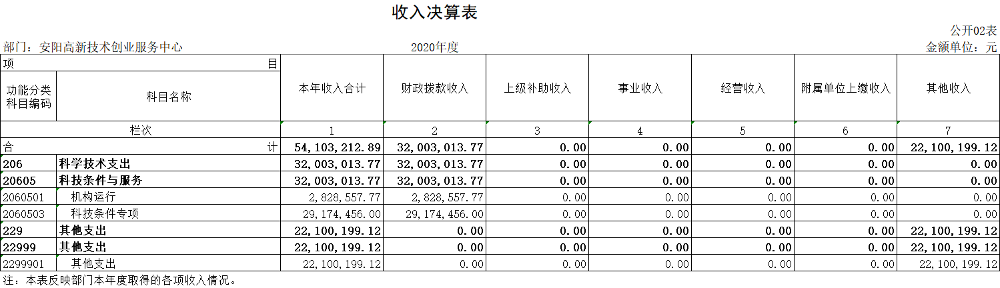 收入决算表
公开02表
部门：安阳高新技术创业服务中心 2020年度 金额单位：元
项 目 本年收入合计 财政拨款收入 上级补助收入 事业收入 经营收入 附属单位上缴收入 其他收入
功能分类科目编码 科目名称
栏次 1 2 3 4 5 6 7
合 计 54,103,212.89 32,003,013.77 0.00 0.00 0.00 0.00 22,100,199.12
206 科学技术支出 32,003,013.77 32,003,013.77 0.00 0.00 0.00 0.00 0.00
20605 科技条件与服务 32,003,013.77 32,003,013.77 0.00 0.00 0.00 0.00 0.00
2060501 机构运行 2,828,557.77 2,828,557.77 0.00 0.00 0.00 0.00 0.00
2060503 科技条件专项 29,174,456.00 29,174,456.00 0.00 0.00 0.00 0.00 0.00
229 其他支出 22,100,199.12 0.00 0.00 0.00 0.00 0.00 22,100,199.12
22999 其他支出 22,100,199.12 0.00 0.00 0.00 0.00 0.00 22,100,199.12
2299901 其他支出 22,100,199.12 0.00 0.00 0.00 0.00 0.00 22,100,199.12
注：本表反映部门本年度取得的各项收入情况。